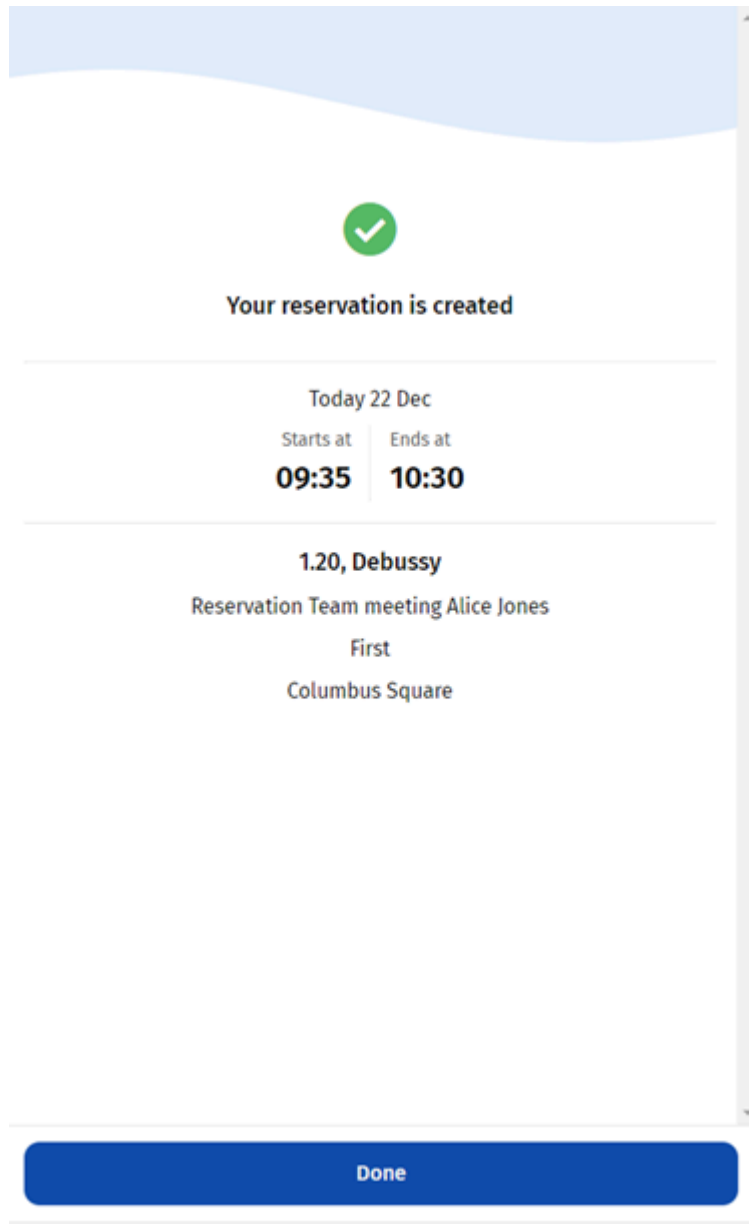 Your reservation is created
Today 22 Dec
Starts at Ends at
09:35 10:30
1.20, Debussy
Reservation Team meeting Alice Jones
First
Columbus Square
Done